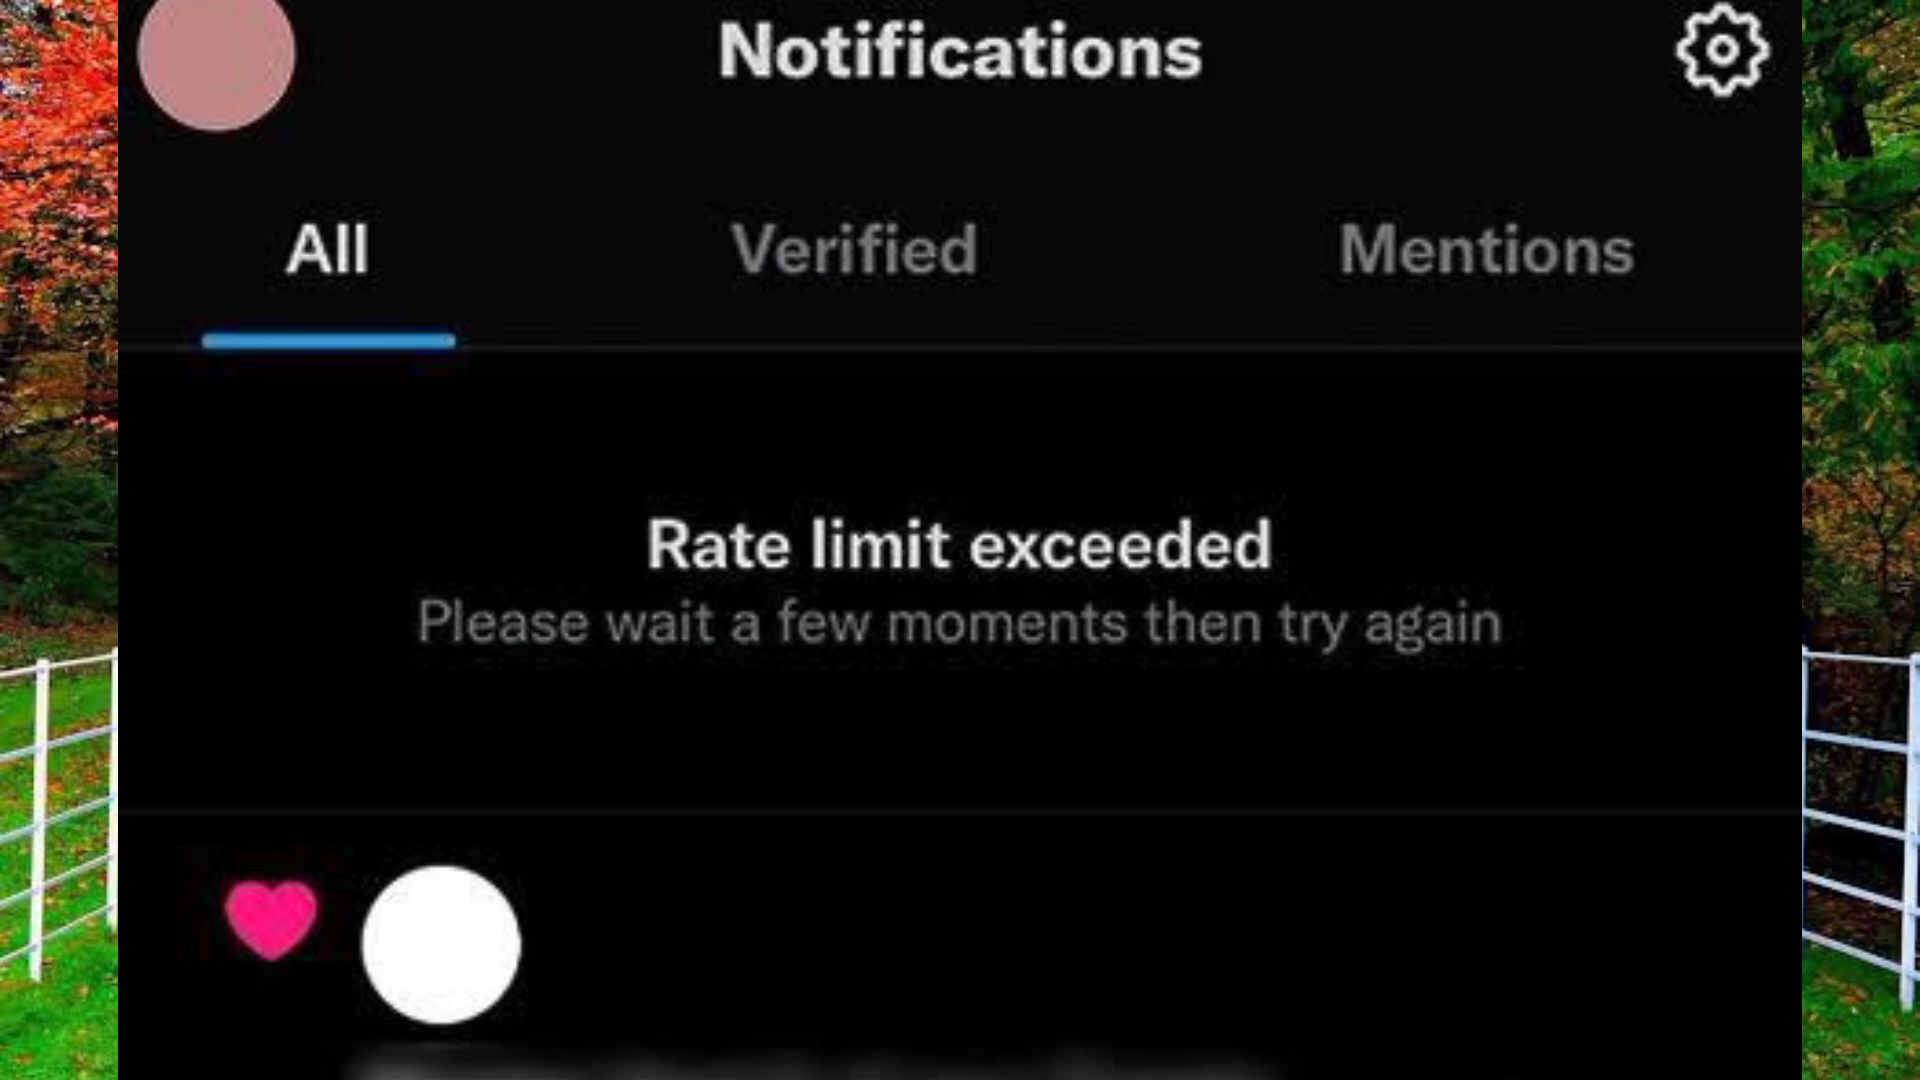 Notifications
All Verified Mentions
Rate limit exceeded
Please wait a few moments then try again